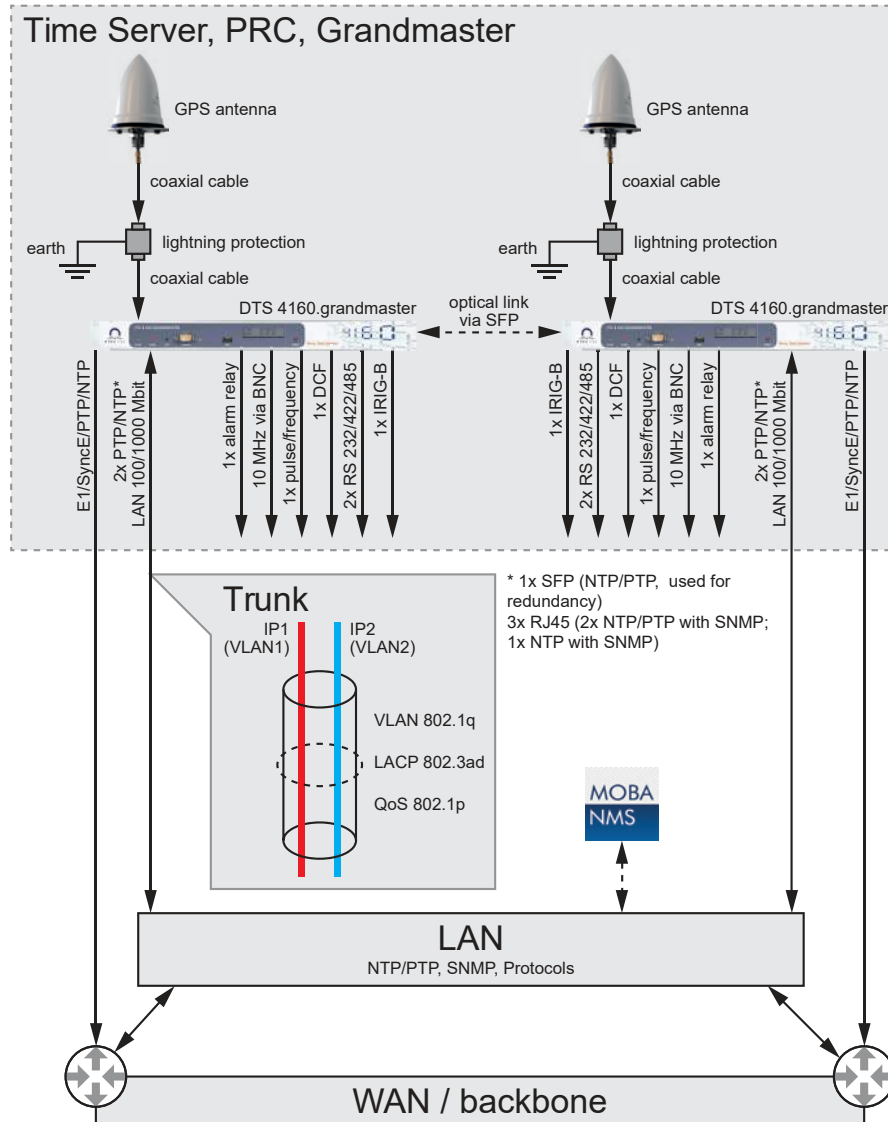 Time Server, PRC, Grandmaster
GPS antenna
GPS antenna
coaxial cable
coaxial cable
earth
lightning protection
earth
lightning protection
coaxial cable
coaxial cable
DTS 4160.grandmaster
optical link
via SFP
DTS 4160.grandmaster
E1/SyncE/PTP/NTP
2x PTP/NTP*
LAN 100/1000 Mbit
1x alarm relay
10 MHz via BNC
1x pulse/frequency
1x DCF
2x RS 232/422/485
1x IRIG-B
1x IRIG-B
2x RS 232/422/485
1x DCF
1x pulse/frequency
10 MHz via BNC
1x alarm relay
2x PTP/NTP*
LAN 100/1000 Mbit
E1/SyncE/PTP/NTP
* 1x SFP (NTP/PTP, used for
redundancy)
3x RJ45 (2x NTP/PTP with SNMP;
1x NTP with SNMP)
Trunk
IP1
(VLAN1)
IP2
(VLAN2)
VLAN 802.1q
LACP 802.3ad
QoS 802.1p
MOBA
NMS
LAN
NTP/PTP, SNMP, Protocols
WAN / backbone